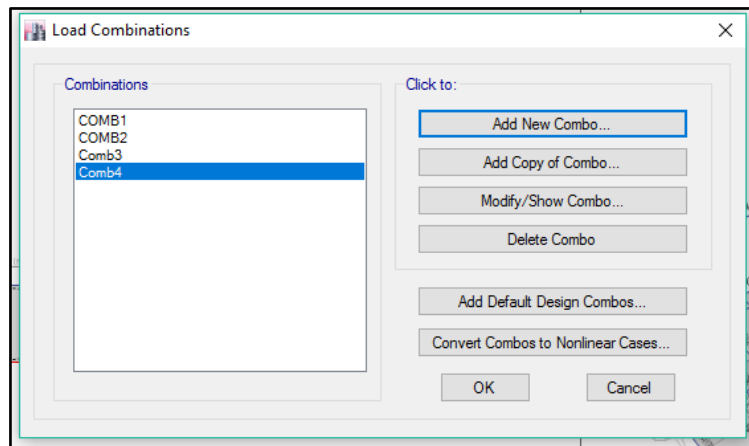 Load Combinations
Combinations
COMB1
COMB2
Comb3
Comb4
Click to:
Add New Combo...
Add Copy of Combo...
Modify/Show Combo...
Delete Combo
Add Default Design Combos...
Convert Combos to Nonlinear Cases...
OK
Cancel